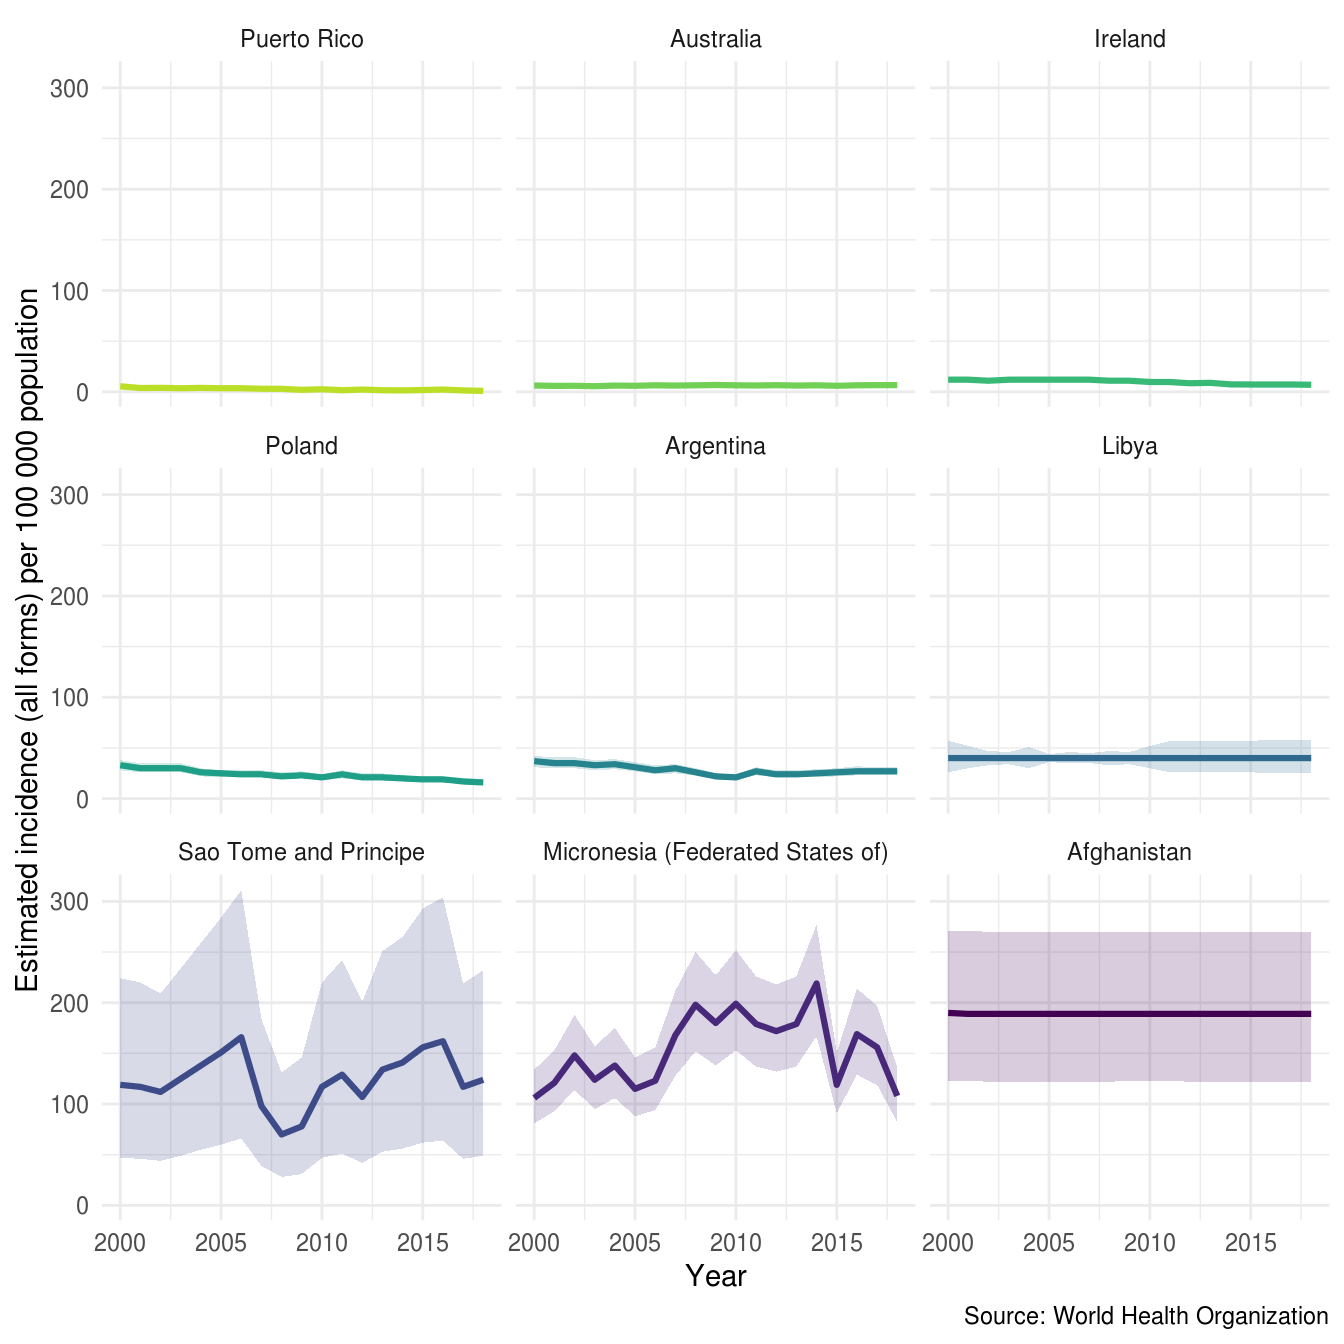 Puerto Rico
Australia
Ireland
300
200
100
0
Poland
Argentina
Libya
300
200
100
0
Sao Tome and Principe
Micronesia (Federated States of)
Afghanistan
300
200
100
0
2000 2005 2010 2015
2000 2005 2010 2015
2000 2005 2010 2015
Estimated incidence (all forms) per 100 000 population
Year
Source: World Health Organization